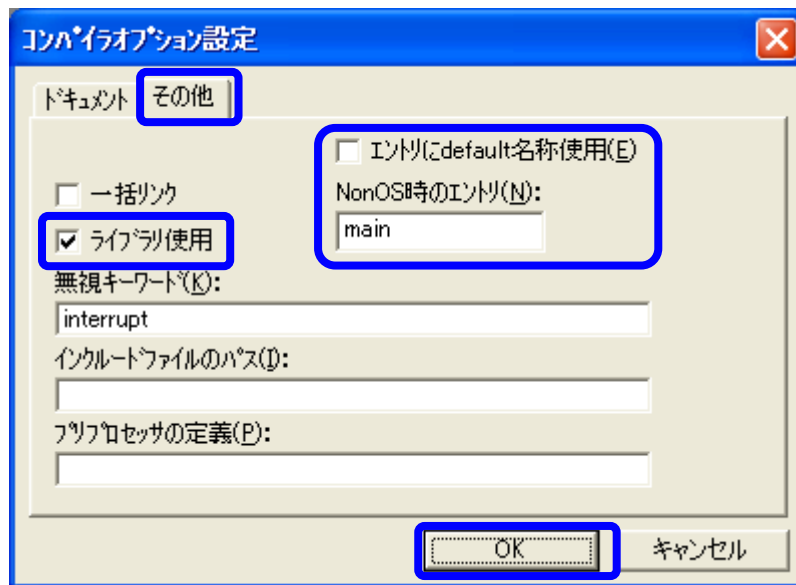 コンパイラオプション設定
ドキュメント その他
エントリにdefault名称使用(E)
一括リンク
NonOS時のエントリ(N):
ライブラリ使用
main
無視キーワード(K):
interrupt
インクルードファイルのパス(I):
プリプロセッサの定義(P):
OK キャンセル